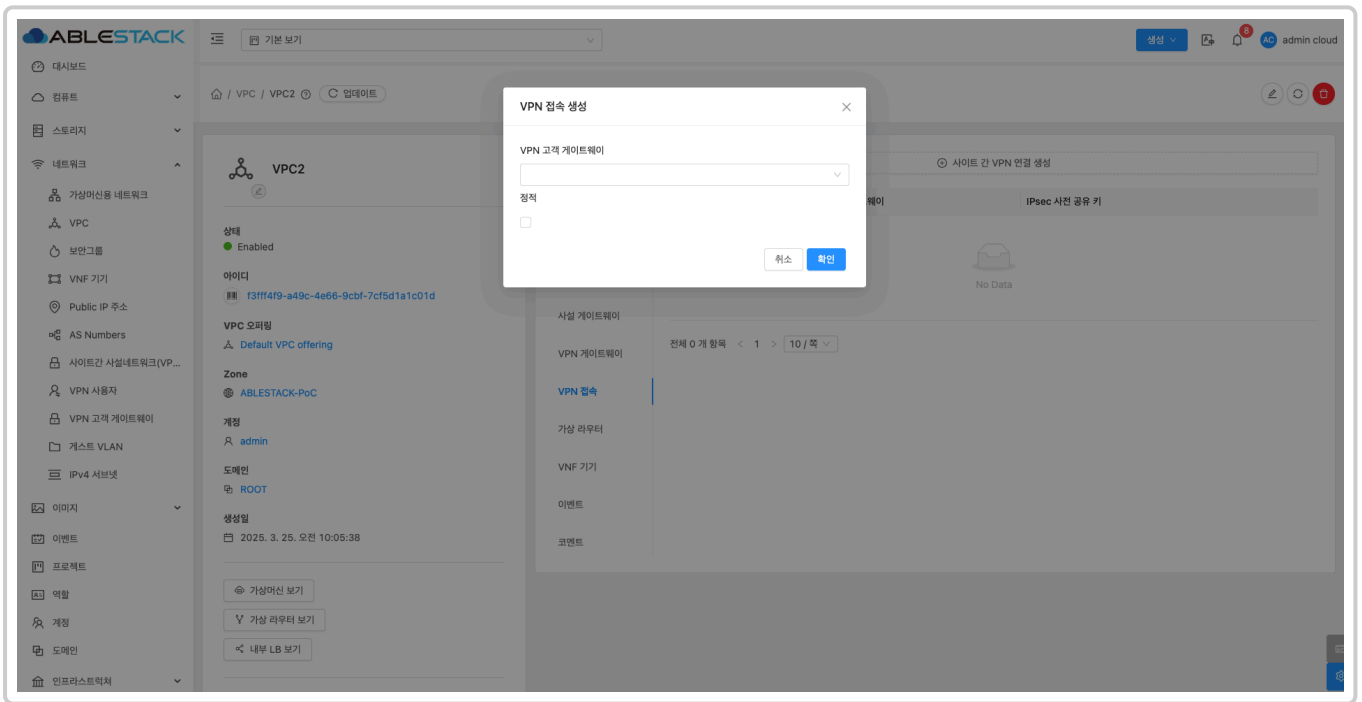 ABLESTACK
기본 보기
생성
8
AC
admin cloud
대시보드
컴퓨트
스토리지
네트워크
가상머신용 네트워크
VPC
보안그룹
VNF 기기
Public IP 주소
AS Numbers
사이트간 사설네트워크(VP...
VPN 사용자
VPN 고객 게이트웨이
게스트 VLAN
IPv4 서브넷
이미지
이벤트
프로젝트
역할
계정
도메인
인프라스트럭쳐
/ VPC / VPC2
업데이트
VPC2
상태
Enabled
아이디
f3fff4f9-a49c-4e66-9cbf-7cf5d1a1c01d
VPC 오퍼링
Default VPC offering
Zone
ABLESTACK-PoC
계정
admin
도메인
ROOT
생성일
2025. 3. 25. 오전 10:05:38
가상머신 보기
가상 라우터 보기
내부 LB 보기
VPN 접속 생성
VPN 고객 게이트웨이
정적
취소
확인
사설 게이트웨이
VPN 게이트웨이
VPN 접속
가상 라우터
VNF 기기
이벤트
코멘트
사이트 간 VPN 연결 생성
웨이
IPsec 사전 공유 키
No Data
전체 0 개 항목 < 1 > 10 / 쪽